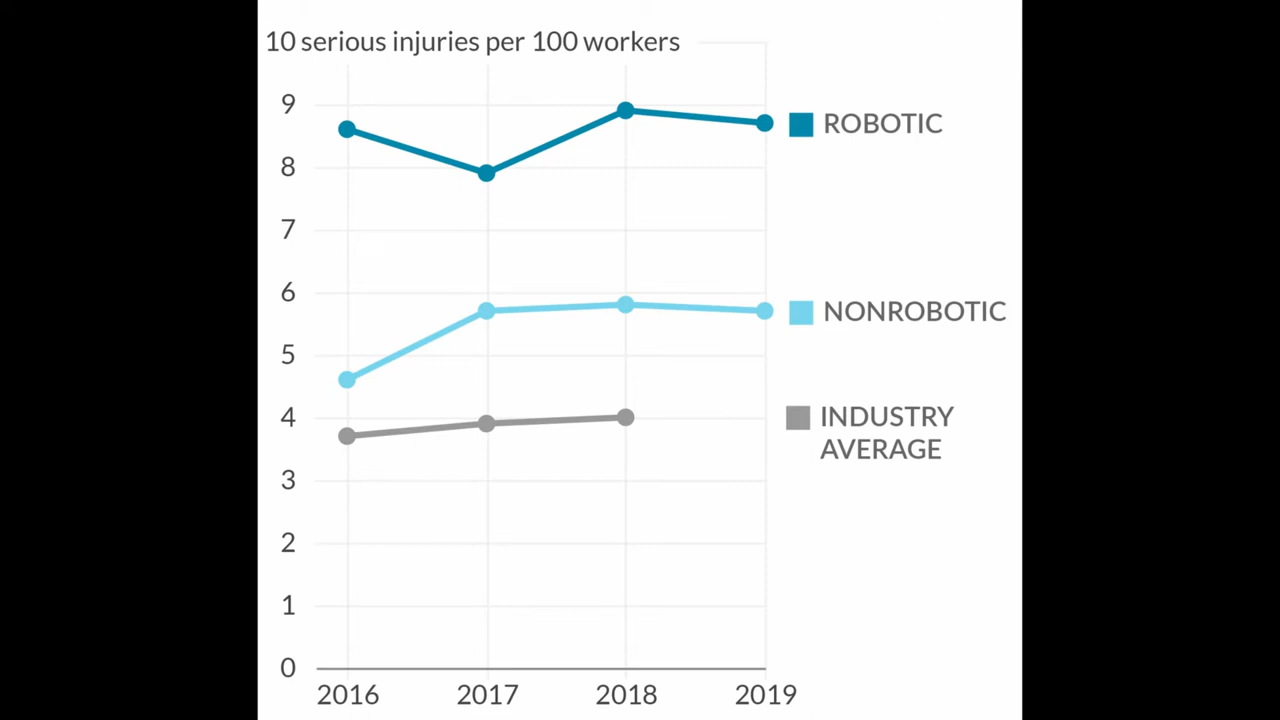 10 serious injuries per 100 workers
9
ROBOTIC
8
7
6
NONROBOTIC
5
4
INDUSTRY
AVERAGE
3
2
1
0
2016 2017 2018 2019